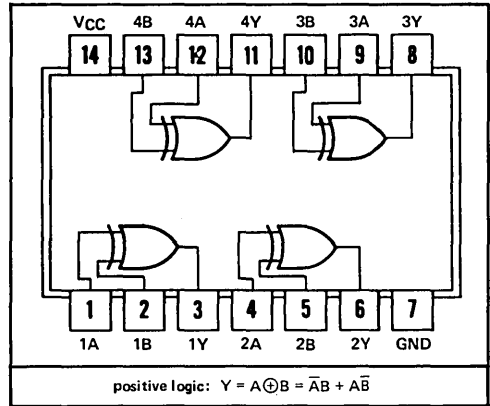 VCC 4B 4A 4Y 3B 3A 3Y
14 13 12 11 10 9 8
1 2 3 4 5 6 7
1A 1B 1Y 2A 2B 2Y GND
positive logic: Y = A⊕B = A̅B + AB̅